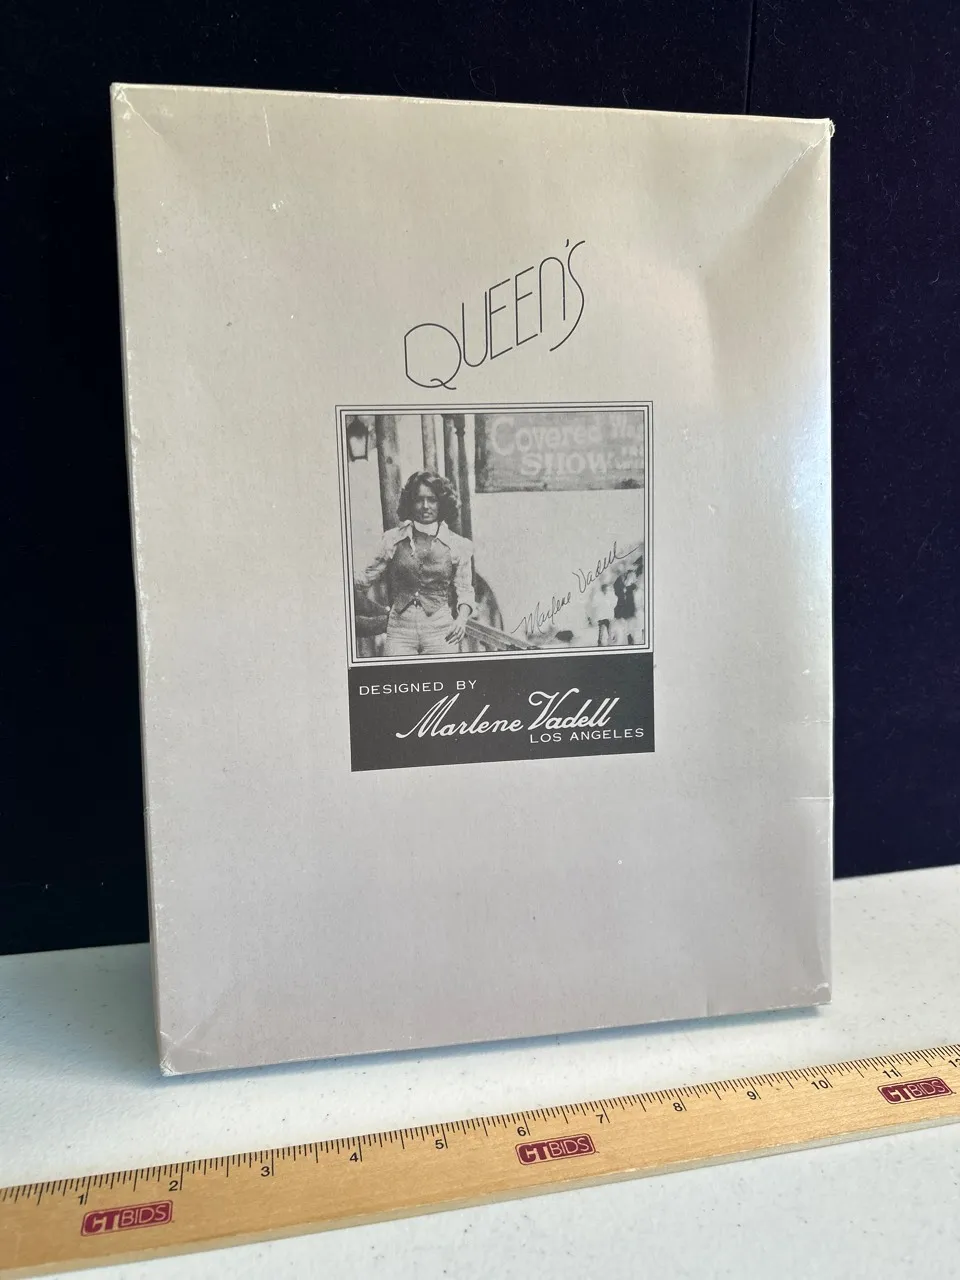 QUEEN'S
Covered
SHOW
Marlene Vadell
DESIGNED BY
Marlene Vadell
LOS ANGELES
1 2 3 4 5 6 7 8 9 10 11 12
CTBIDS CTBIDS CTBIDS